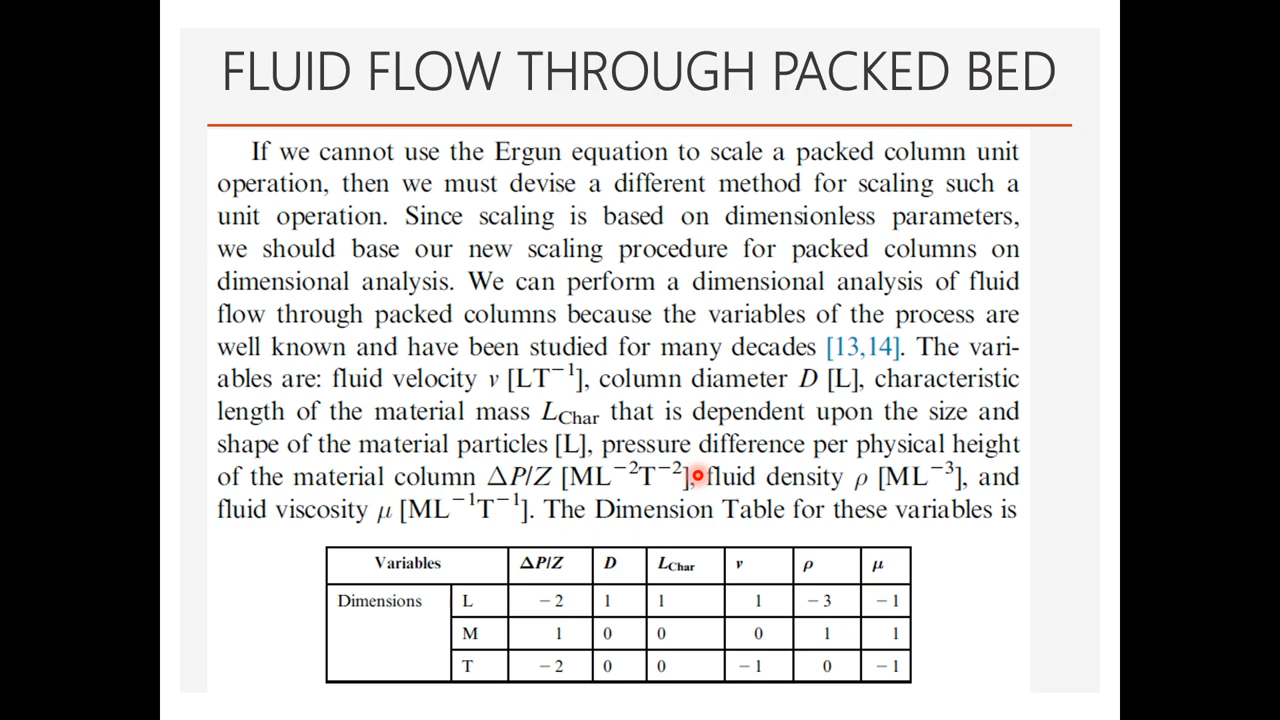 FLUID FLOW THROUGH PACKED BED
If we cannot use the Ergun equation to scale a packed column unit
operation, then we must devise a different method for scaling such a
unit operation. Since scaling is based on dimensionless parameters,
we should base our new scaling procedure for packed columns on
dimensional analysis. We can perform a dimensional analysis of fluid
flow through packed columns because the variables of the process are
well known and have been studied for many decades [13,14]. The vari-
ables are: fluid velocity v [LT⁻¹], column diameter D [L], characteristic
length of the material mass L_Char that is dependent upon the size and
shape of the material particles [L], pressure difference per physical height
of the material column ΔP/Z [ML⁻²T⁻²], fluid density ρ [ML⁻³], and
fluid viscosity μ [ML⁻¹T⁻¹]. The Dimension Table for these variables is
Variables ΔP/Z D L_Char v ρ μ
Dimensions L −2 1 1 1 −3 −1
M 1 0 0 0 1 1
T −2 0 0 −1 0 −1